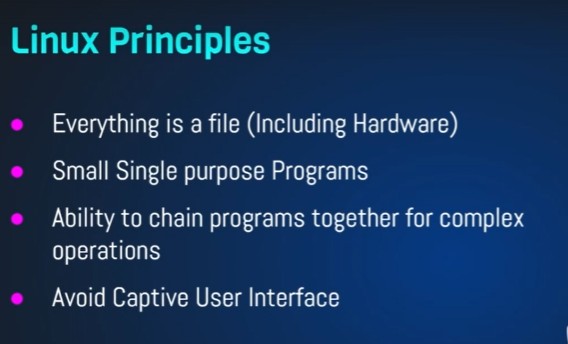 Linux Principles
Everything is a file (Including Hardware)
Small Single purpose Programs
Ability to chain programs together for complex
operations
Avoid Captive User Interface